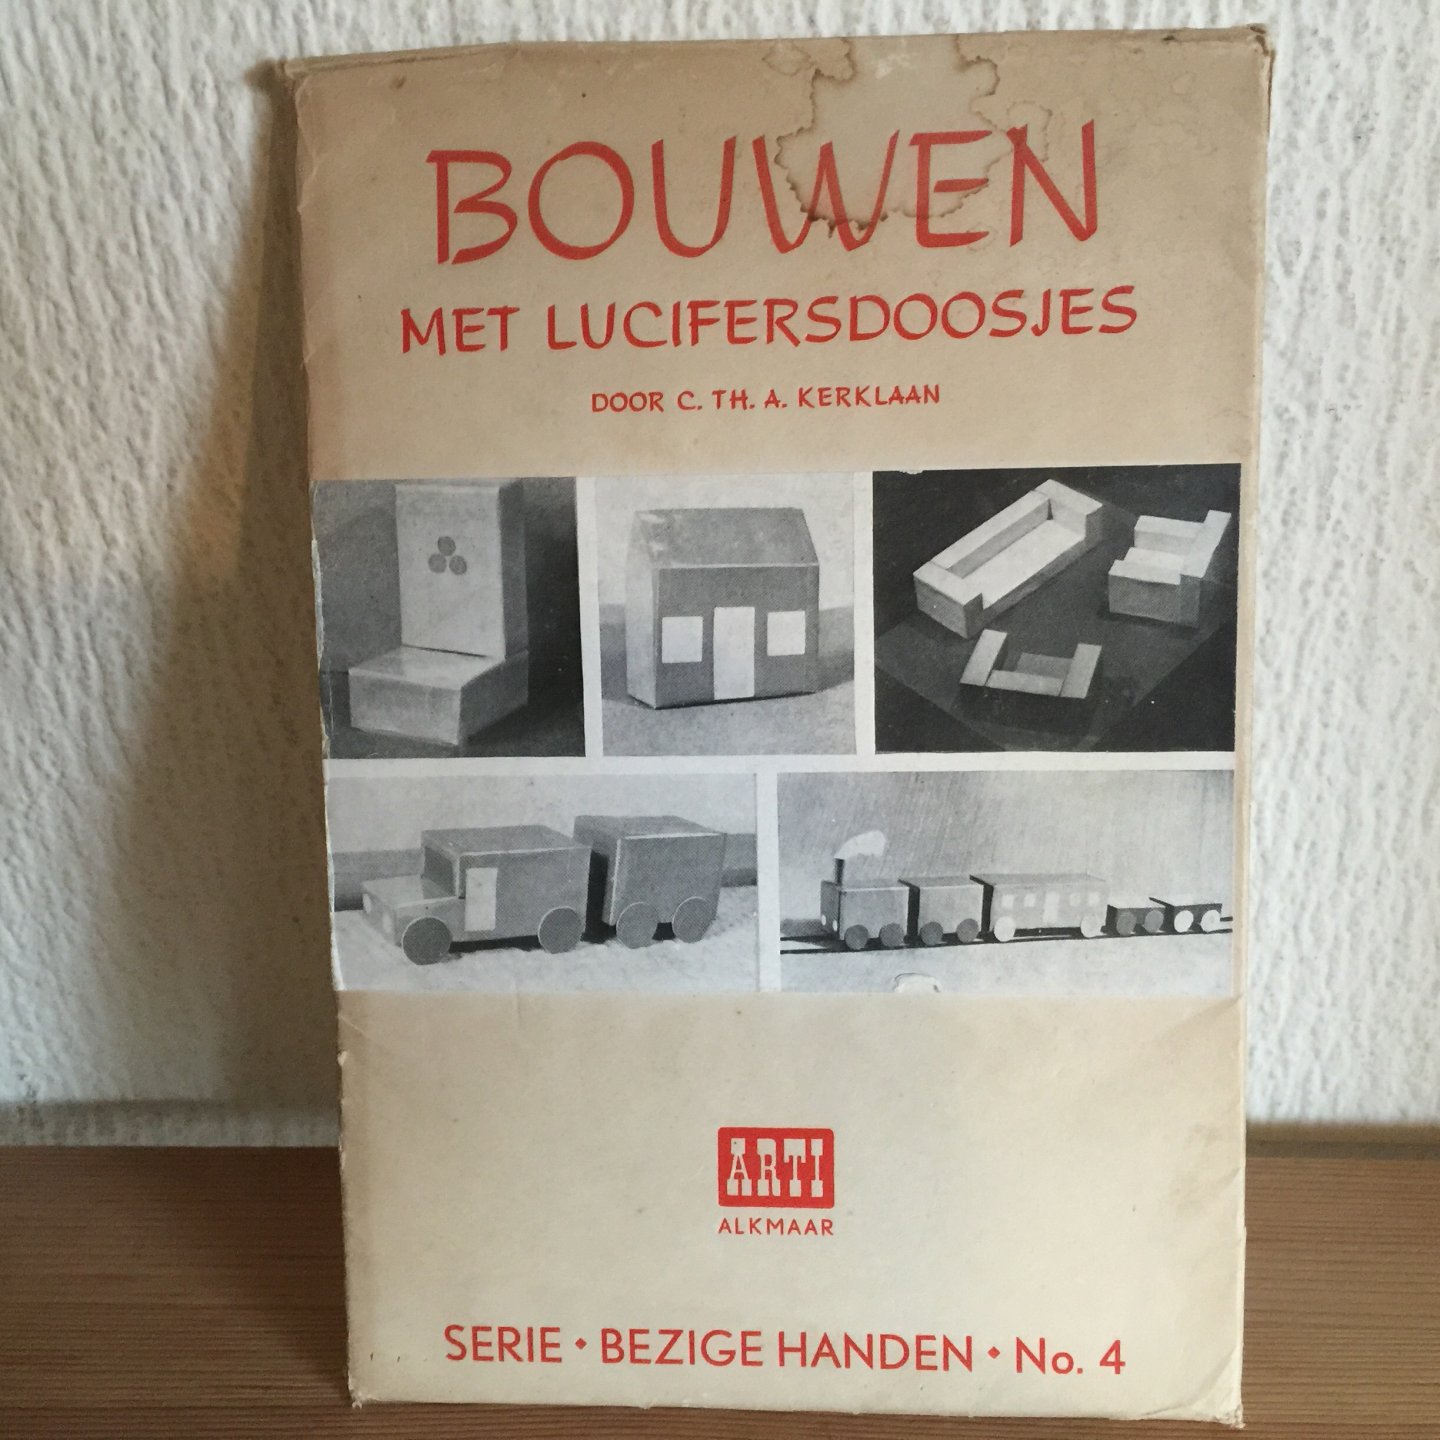 BOUWEN
MET LUCIFERSDOOSJES
DOOR C. TH. A. KERKLAAN
ARTI
ALKMAAR
SERIE • BEZIGE HANDEN • No. 4